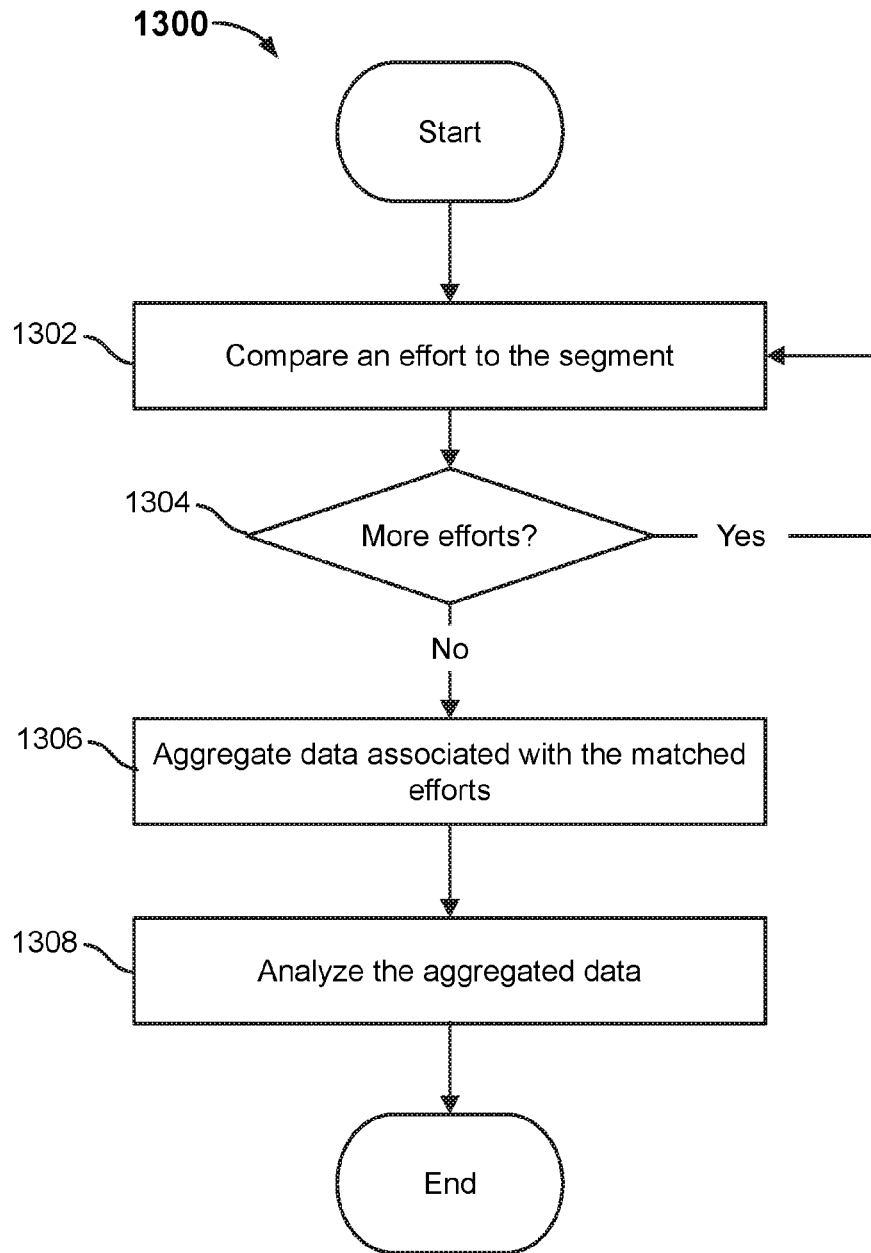 1300
Start
1302
Compare an effort to the segment
1304
More efforts?
Yes
No
1306
Aggregate data associated with the matched
efforts
1308
Analyze the aggregated data
End